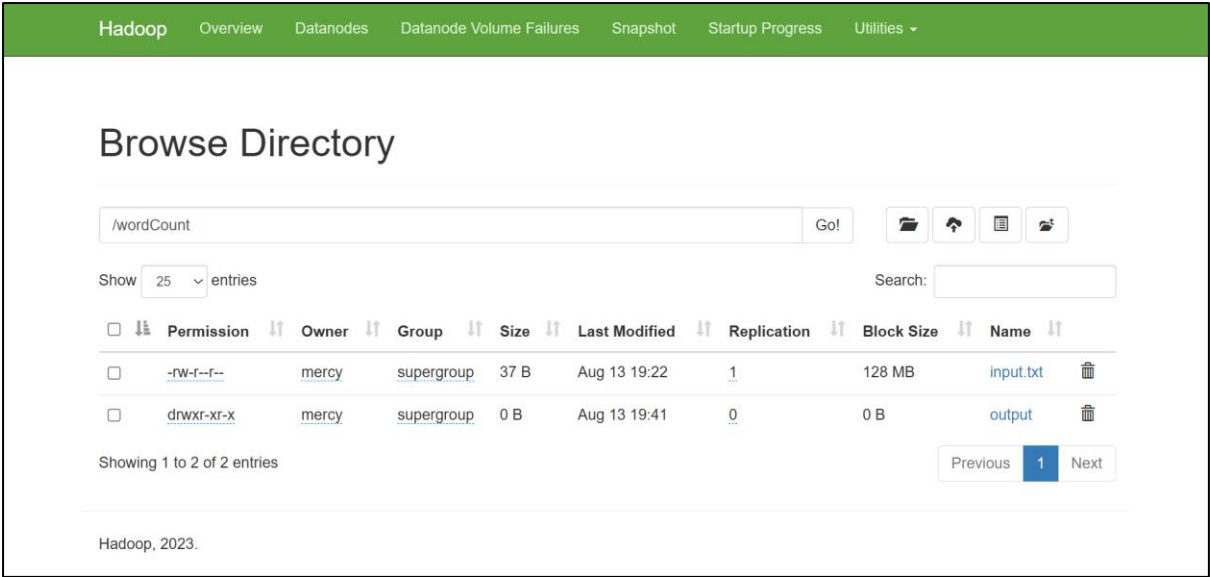 Hadoop Overview Datanodes Datanode Volume Failures Snapshot Startup Progress Utilities
Browse Directory
/wordCount Go!
Show 25 entries Search:
Permission Owner Group Size Last Modified Replication Block Size Name
-rw-r--r-- mercy supergroup 37 B Aug 13 19:22 1 128 MB input.txt
drwxr-xr-x mercy supergroup 0 B Aug 13 19:41 0 0 B output
Showing 1 to 2 of 2 entries Previous 1 Next
Hadoop, 2023.